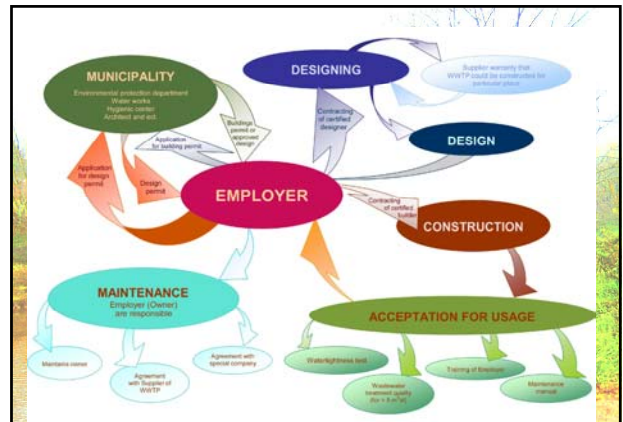 MUNICIPALITY
Environmental protection department
Water works
Hygienic center
Architect and ect.
DESIGNING
Supplier warranty that
WWTP could be constructed for
particular place
Contracting
of certified
designer
DESIGN
Buildings
permit or
approved
design
Application
for building permit
Application
for design
permit
Design
permit
EMPLOYER
Contracting
of certified
builder
CONSTRUCTION
MAINTENANCE
Employer (Owner)
are responsible
ACCEPTATION FOR USAGE
Maintains owner
Agreement
with Supplier of
WWTP
Agreement with
special company
Watertightness test
Wastewater
treatment quality
Training of Employer
Maintenance
manual